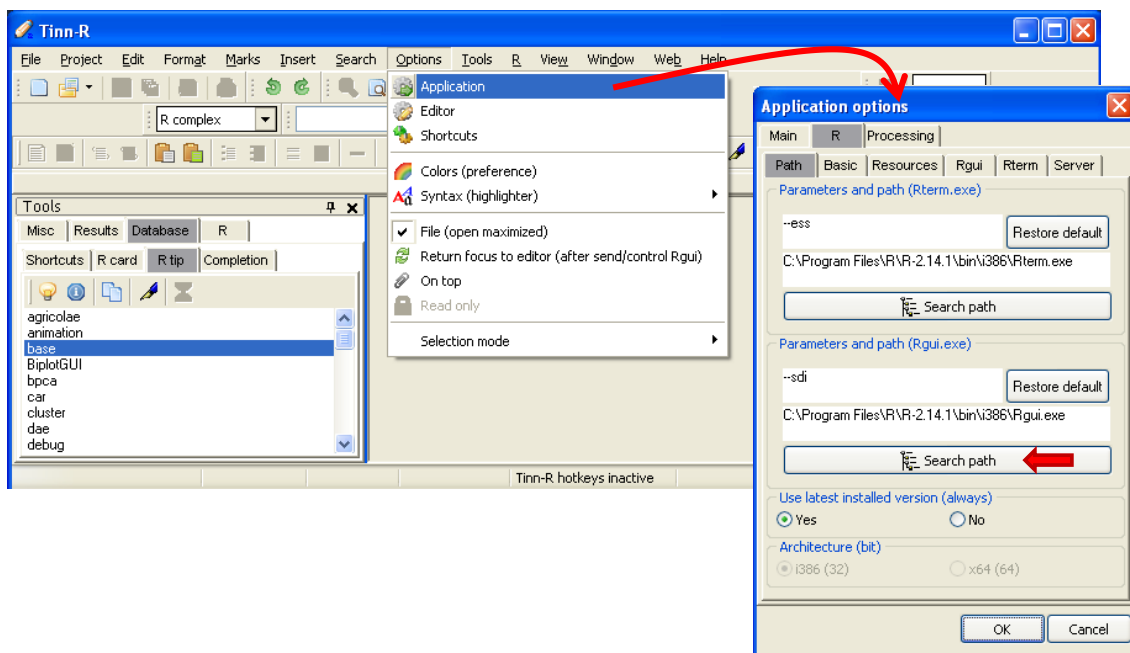 Tinn-R
File Project Edit Format Marks Insert Search Options Tools R View Window Web Help
R complex
Application
Editor
Shortcuts
Colors (preference)
Syntax (highlighter)
File (open maximized)
Return focus to editor (after send/control Rgui)
On top
Read only
Selection mode
Tools
Misc Results Database R
Shortcuts R card R tip Completion
agricolae
animation
base
BiplotGUI
bpca
car
cluster
dae
debug
Tinn-R hotkeys inactive
Application options
Main R Processing
Path Basic Resources Rgui Rterm Server
Parameters and path (Rterm.exe)
--ess
Restore default
C:\Program Files\R\R-2.14.1\bin\i386\Rterm.exe
Search path
Parameters and path (Rgui.exe)
--sdi
Restore default
C:\Program Files\R\R-2.14.1\bin\i386\Rgui.exe
Search path
Use latest installed version (always)
Yes No
Architecture (bit)
i386 (32) x64 (64)
OK Cancel